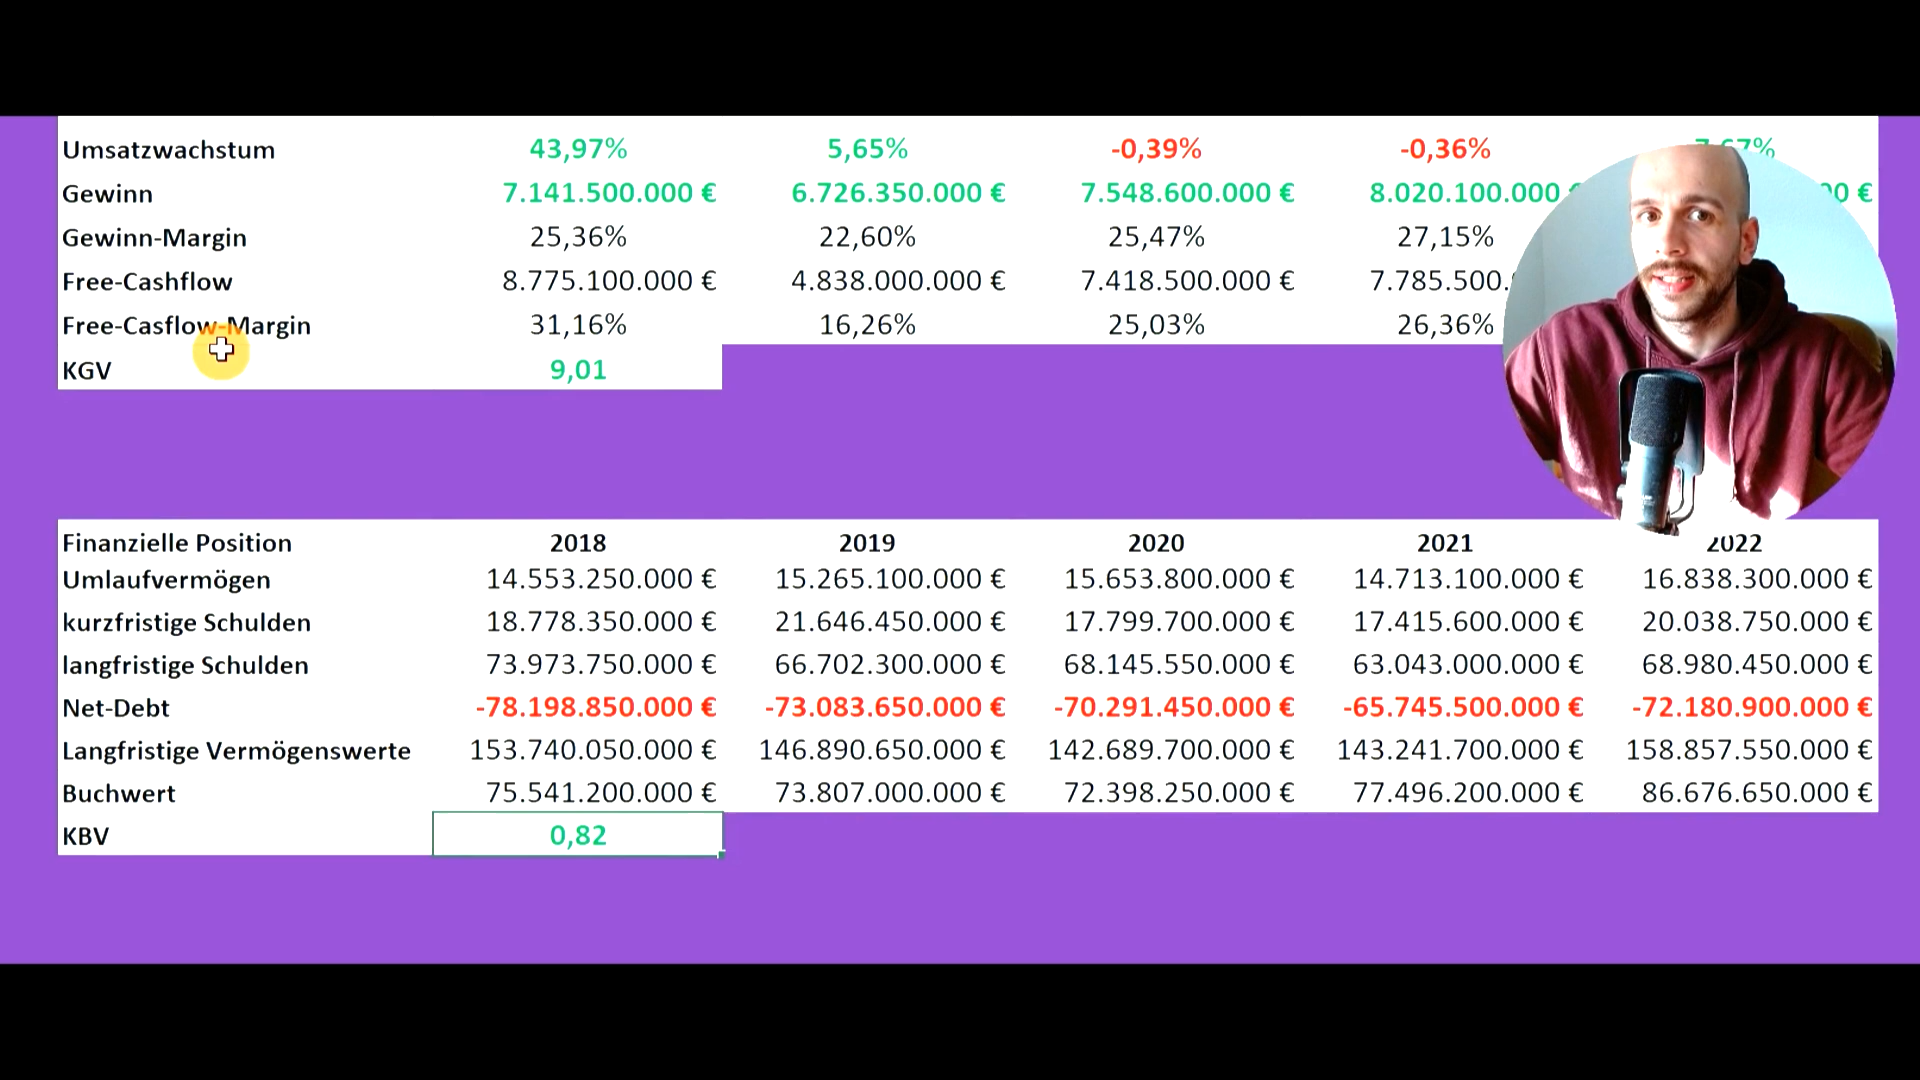 Umsatzwachstum 43,97% 5,65% -0,39% -0,36% 7,67%
Gewinn 7.141.500.000 € 6.726.350.000 € 7.548.600.000 € 8.020.100.000 €
Gewinn-Margin 25,36% 22,60% 25,47% 27,15%
Free-Cashflow 8.775.100.000 € 4.838.000.000 € 7.418.500.000 € 7.785.500.
Free-Casflow-Margin 31,16% 16,26% 25,03% 26,36%
KGV 9,01
Finanzielle Position 2018 2019 2020 2021 2022
Umlaufvermögen 14.553.250.000 € 15.265.100.000 € 15.653.800.000 € 14.713.100.000 € 16.838.300.000 €
kurzfristige Schulden 18.778.350.000 € 21.646.450.000 € 17.799.700.000 € 17.415.600.000 € 20.038.750.000 €
langfristige Schulden 73.973.750.000 € 66.702.300.000 € 68.145.550.000 € 63.043.000.000 € 68.980.450.000 €
Net-Debt -78.198.850.000 € -73.083.650.000 € -70.291.450.000 € -65.745.500.000 € -72.180.900.000 €
Langfristige Vermögenswerte 153.740.050.000 € 146.890.650.000 € 142.689.700.000 € 143.241.700.000 € 158.857.550.000 €
Buchwert 75.541.200.000 € 73.807.000.000 € 72.398.250.000 € 77.496.200.000 € 86.676.650.000 €
KBV 0,82